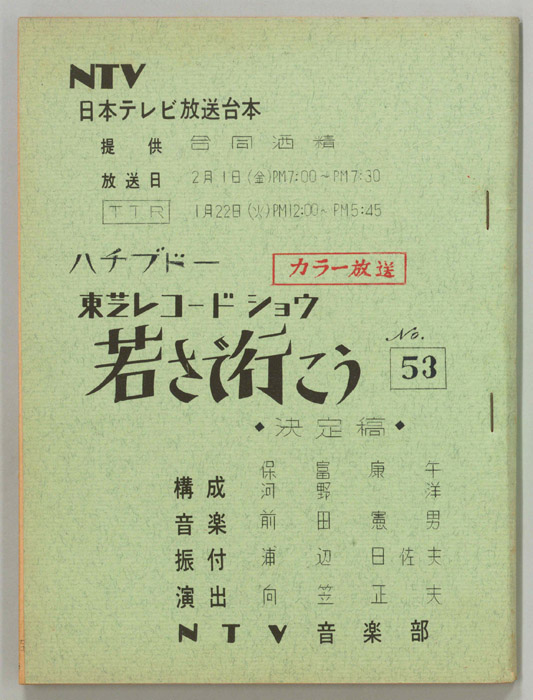 NTV
日本テレビ放送台本
提供 合同酒精
放送日 2月1日(金)PM7:00~PM7:30
TTR 1月22日(火)PM12:00~PM5:45
ハチブドー
カラー放送
東芝レコードショウ
若さで行こう
No.
53
◆決定稿◆
構成 保富康午
河野洋
音楽 前田憲男
振付 浦辺日佐夫
演出 向笠正夫
NTV音楽部